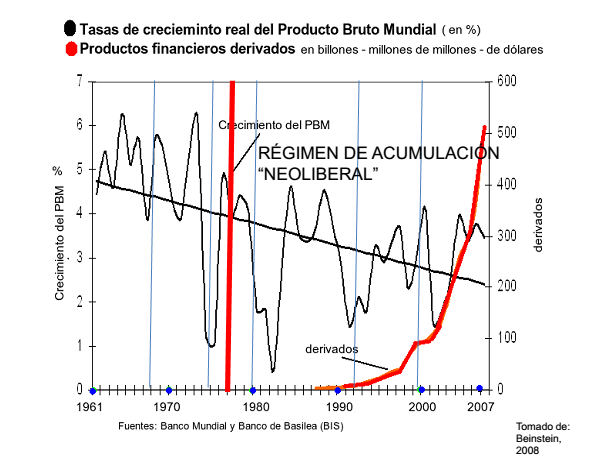 Tasas de crecieminto real del Producto Bruto Mundial ( en %)
Productos financieros derivados en billones - millones de millones - de dólares
7
600
6
500
5
400
4
300
3
200
2
100
1
0
0
Crecimiento del PBM %
derivados
Crecimiento del PBM
RÉGIMEN DE ACUMULACIÓN
“NEOLIBERAL”
derivados
1961
1970
1980
1990
2000
2007
Fuentes: Banco Mundial y Banco de Basilea (BIS)
Tomado de:
Beinstein,
2008